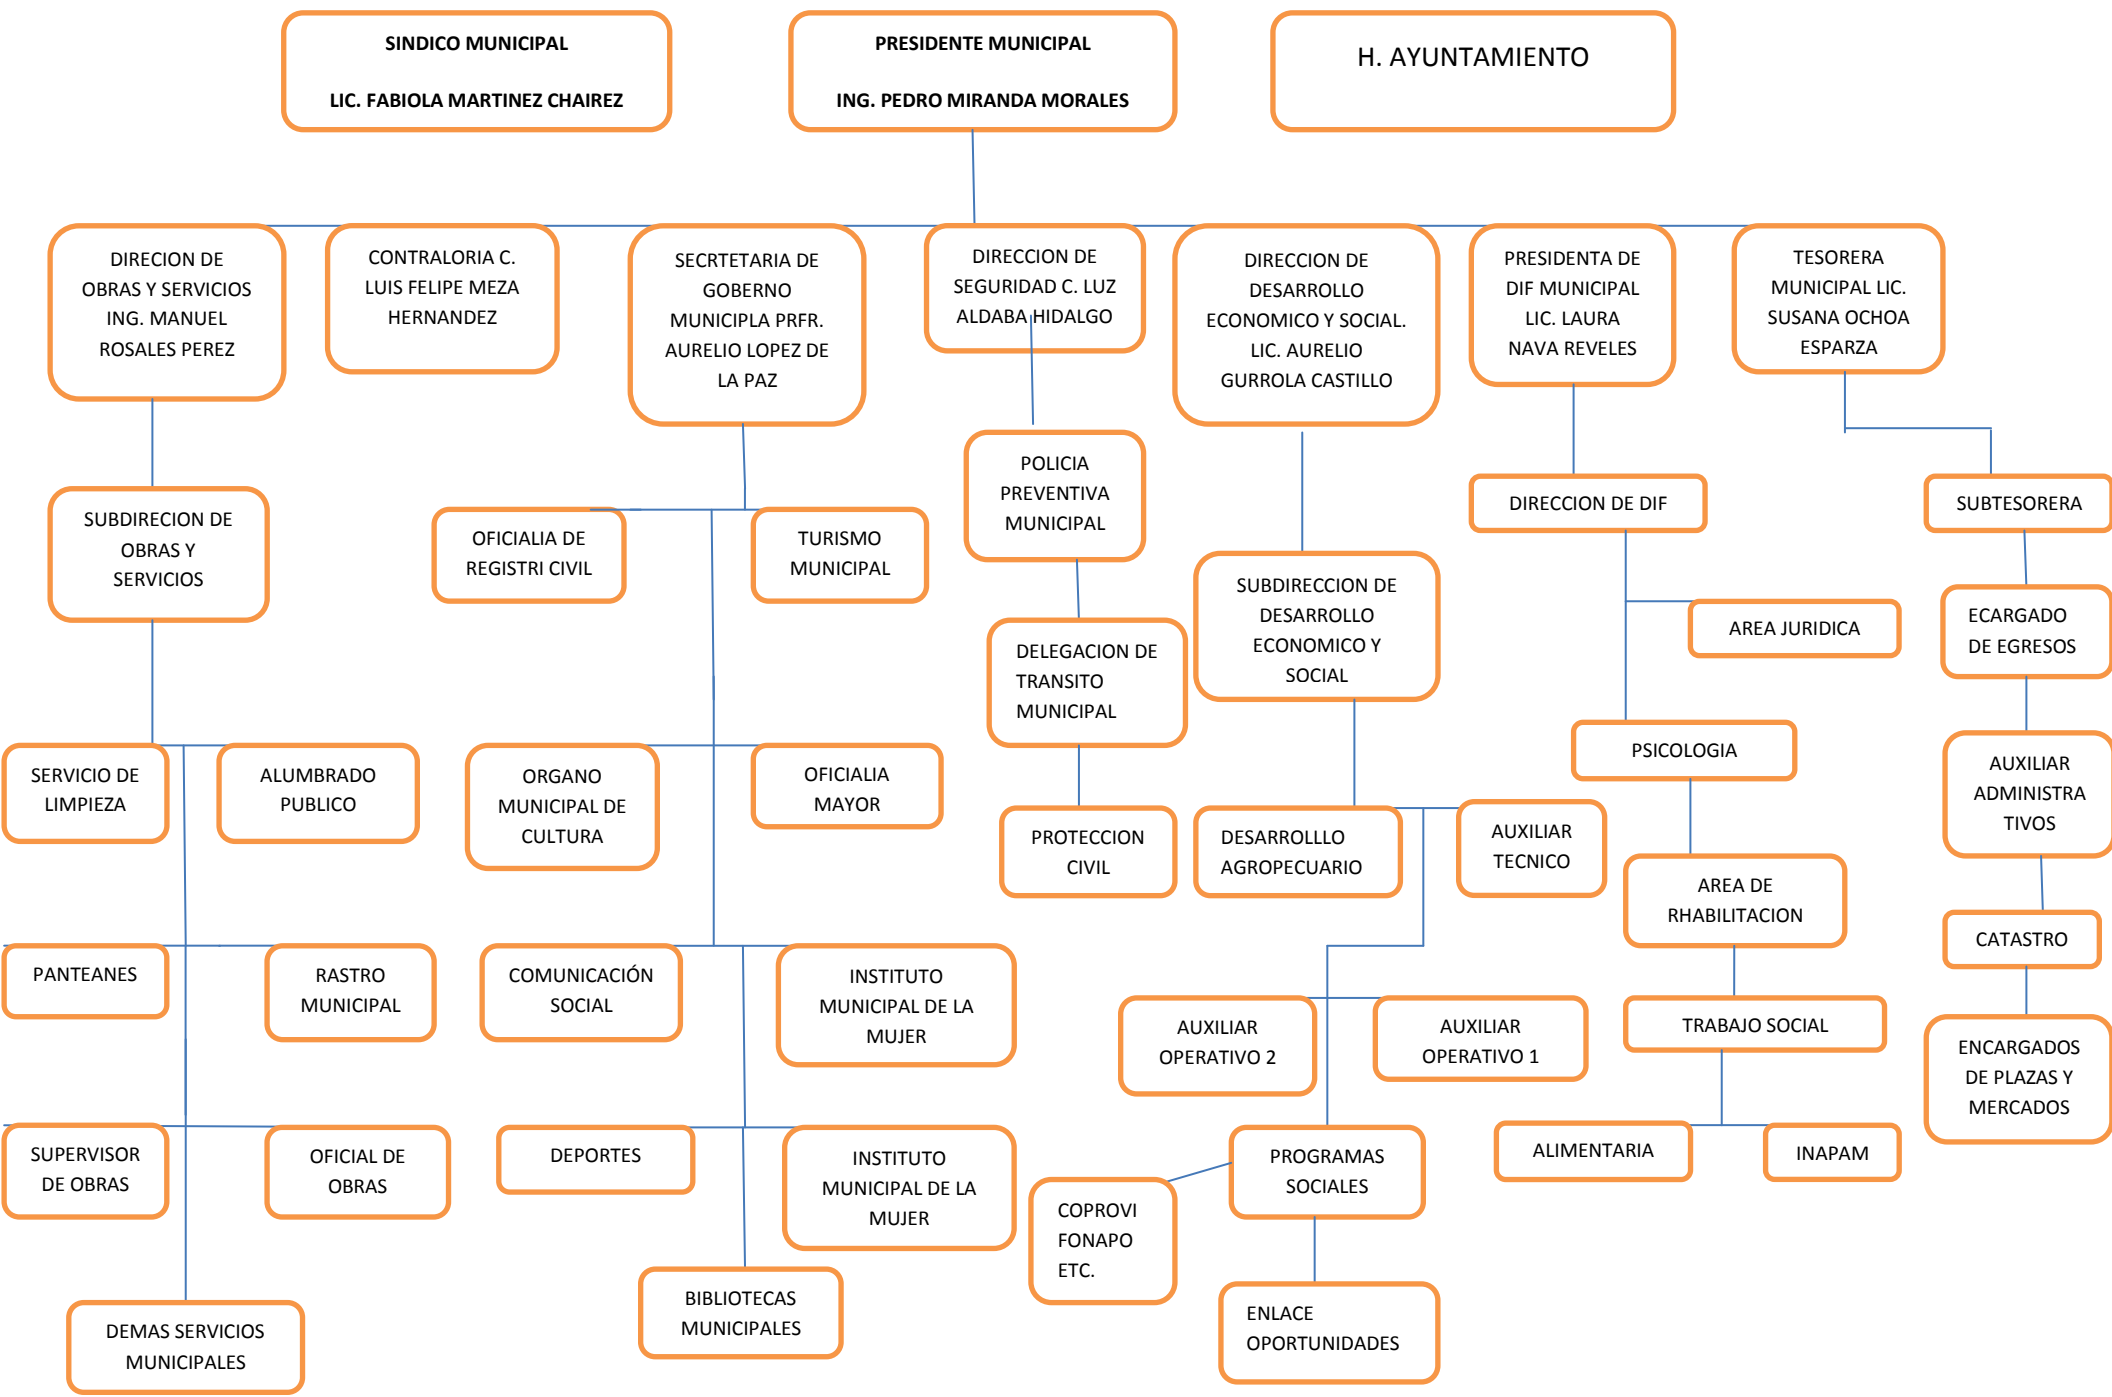 SINDICO MUNICIPAL
LIC. FABIOLA MARTINEZ CHAIREZ
PRESIDENTE MUNICIPAL
ING. PEDRO MIRANDA MORALES
H. AYUNTAMIENTO
DIRECION DE
OBRAS Y SERVICIOS
ING. MANUEL
ROSALES PEREZ
CONTRALORIA C.
LUIS FELIPE MEZA
HERNANDEZ
SECRTETARIA DE
GOBERNO
MUNICIPLA PRFR.
AURELIO LOPEZ DE
LA PAZ
DIRECCION DE
SEGURIDAD C. LUZ
ALDABA HIDALGO
DIRECCION DE
DESARROLLO
ECONOMICO Y SOCIAL.
LIC. AURELIO
GURROLA CASTILLO
PRESIDENTA DE
DIF MUNICIPAL
LIC. LAURA
NAVA REVELES
TESORERA
MUNICIPAL LIC.
SUSANA OCHOA
ESPARZA
SUBDIRECION DE
OBRAS Y
SERVICIOS
OFICIALIA DE
REGISTRI CIVIL
TURISMO
MUNICIPAL
POLICIA
PREVENTIVA
MUNICIPAL
SUBDIRECCION DE
DESARROLLO
ECONOMICO Y
SOCIAL
DIRECCION DE DIF
SUBTESORERA
DELEGACION DE
TRANSITO
MUNICIPAL
AREA JURIDICA
ECARGADO
DE EGRESOS
SERVICIO DE
LIMPIEZA
ALUMBRADO
PUBLICO
ORGANO
MUNICIPAL DE
CULTURA
OFICIALIA
MAYOR
PROTECCION
CIVIL
DESARROLLLO
AGROPECUARIO
AUXILIAR
TECNICO
PSICOLOGIA
AUXILIAR
ADMINISTRA
TIVOS
AREA DE
RHABILITACION
CATASTRO
PANTEANES
RASTRO
MUNICIPAL
COMUNICACIÓN
SOCIAL
INSTITUTO
MUNICIPAL DE LA
MUJER
AUXILIAR
OPERATIVO 2
AUXILIAR
OPERATIVO 1
TRABAJO SOCIAL
ENCARGADOS
DE PLAZAS Y
MERCADOS
SUPERVISOR
DE OBRAS
OFICIAL DE
OBRAS
DEPORTES
INSTITUTO
MUNICIPAL DE LA
MUJER
COPROVI
FONAPO
ETC.
PROGRAMAS
SOCIALES
ALIMENTARIA
INAPAM
DEMAS SERVICIOS
MUNICIPALES
BIBLIOTECAS
MUNICIPALES
ENLACE
OPORTUNIDADES